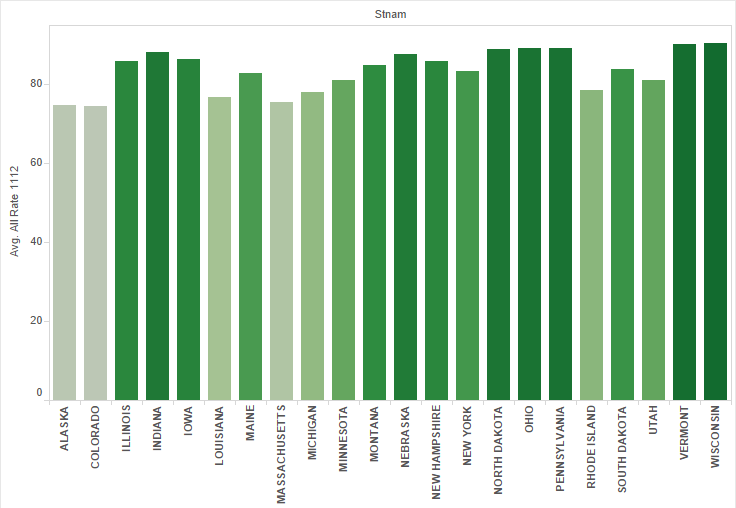 Stnam
Avg. All Rate 1112
80
60
40
20
0
ALASKA
COLORADO
ILLINOIS
INDIANA
IOWA
LOUISIANA
MAINE
MASSACHUSETTS
MICHIGAN
MINNESOTA
MONTANA
NEBRASKA
NEW HAMPSHIRE
NEW YORK
NORTH DAKOTA
OHIO
PENNSYLVANIA
RHODE ISLAND
SOUTH DAKOTA
UTAH
VERMONT
WISCONSIN